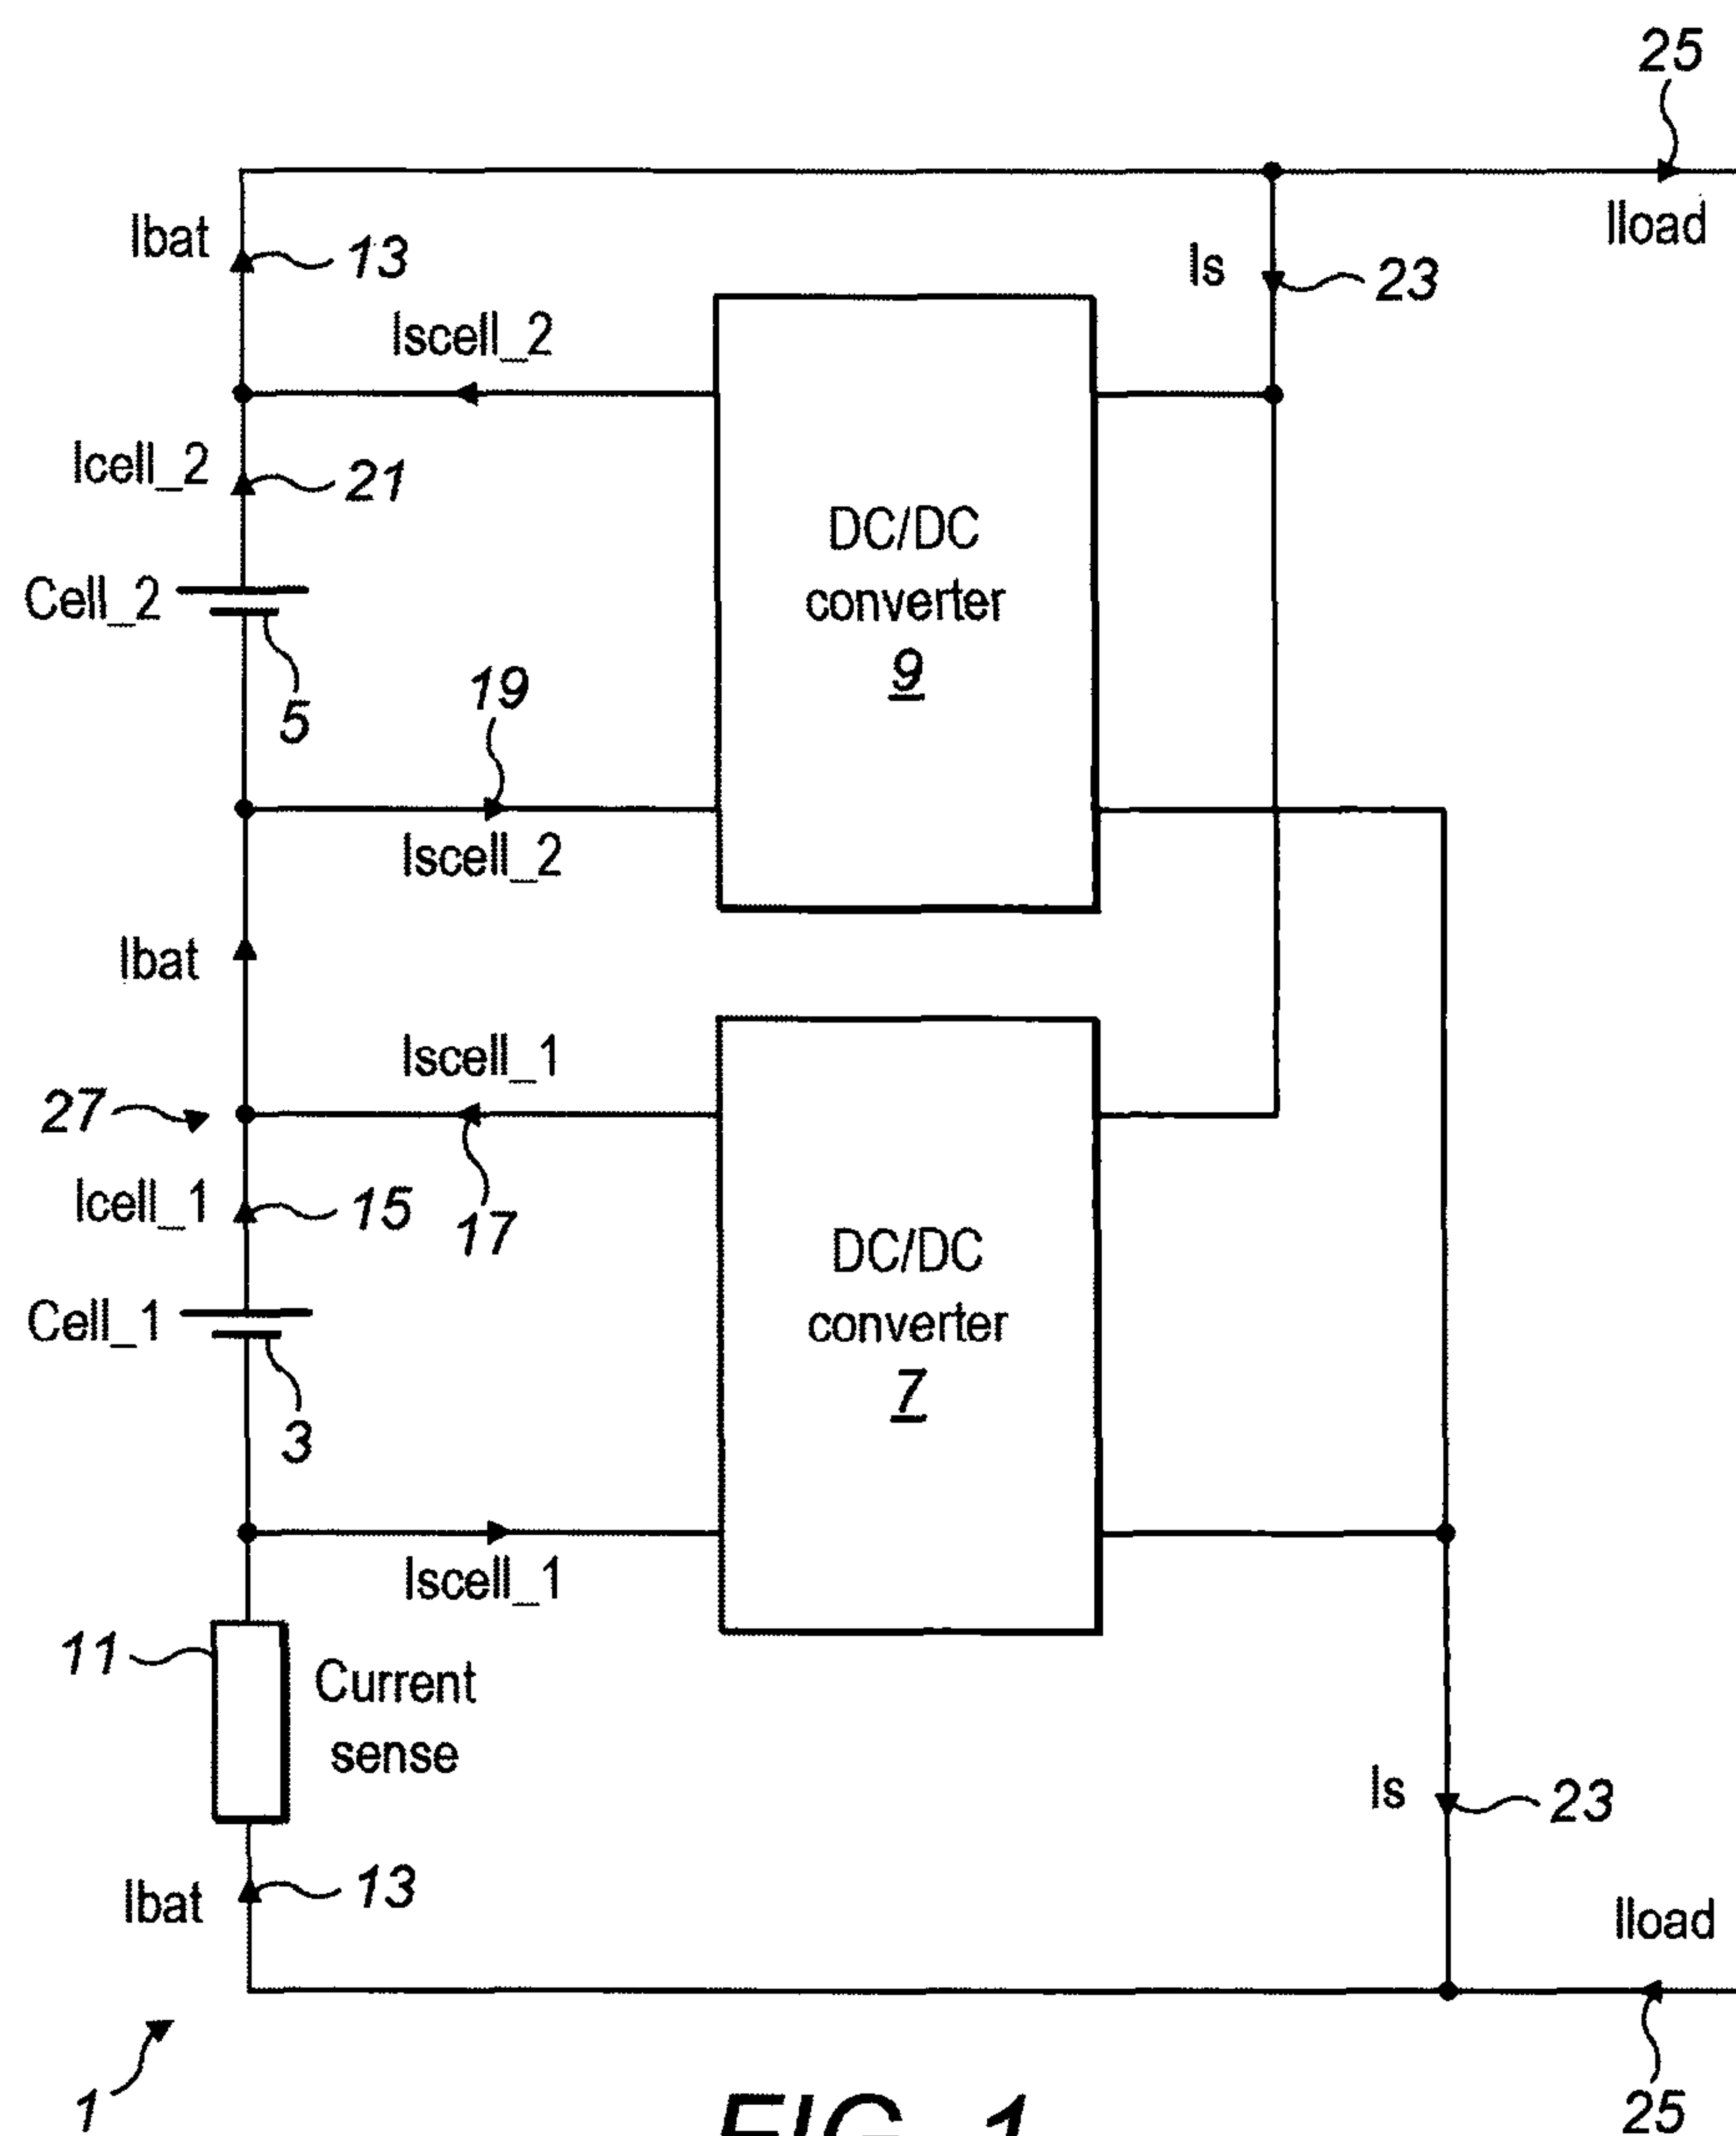 25
Ibat
13
Is
23
Iload
Iscell_2
Icell_2
21
DC/DC
converter
9
Cell_2
5
19
Iscell_2
Ibat
Iscell_1
27
Icell_1
15
17
DC/DC
converter
7
Cell_1
3
Iscell_1
11
Current
sense
Is
23
Ibat
13
Iload
1
25
FIG. 1